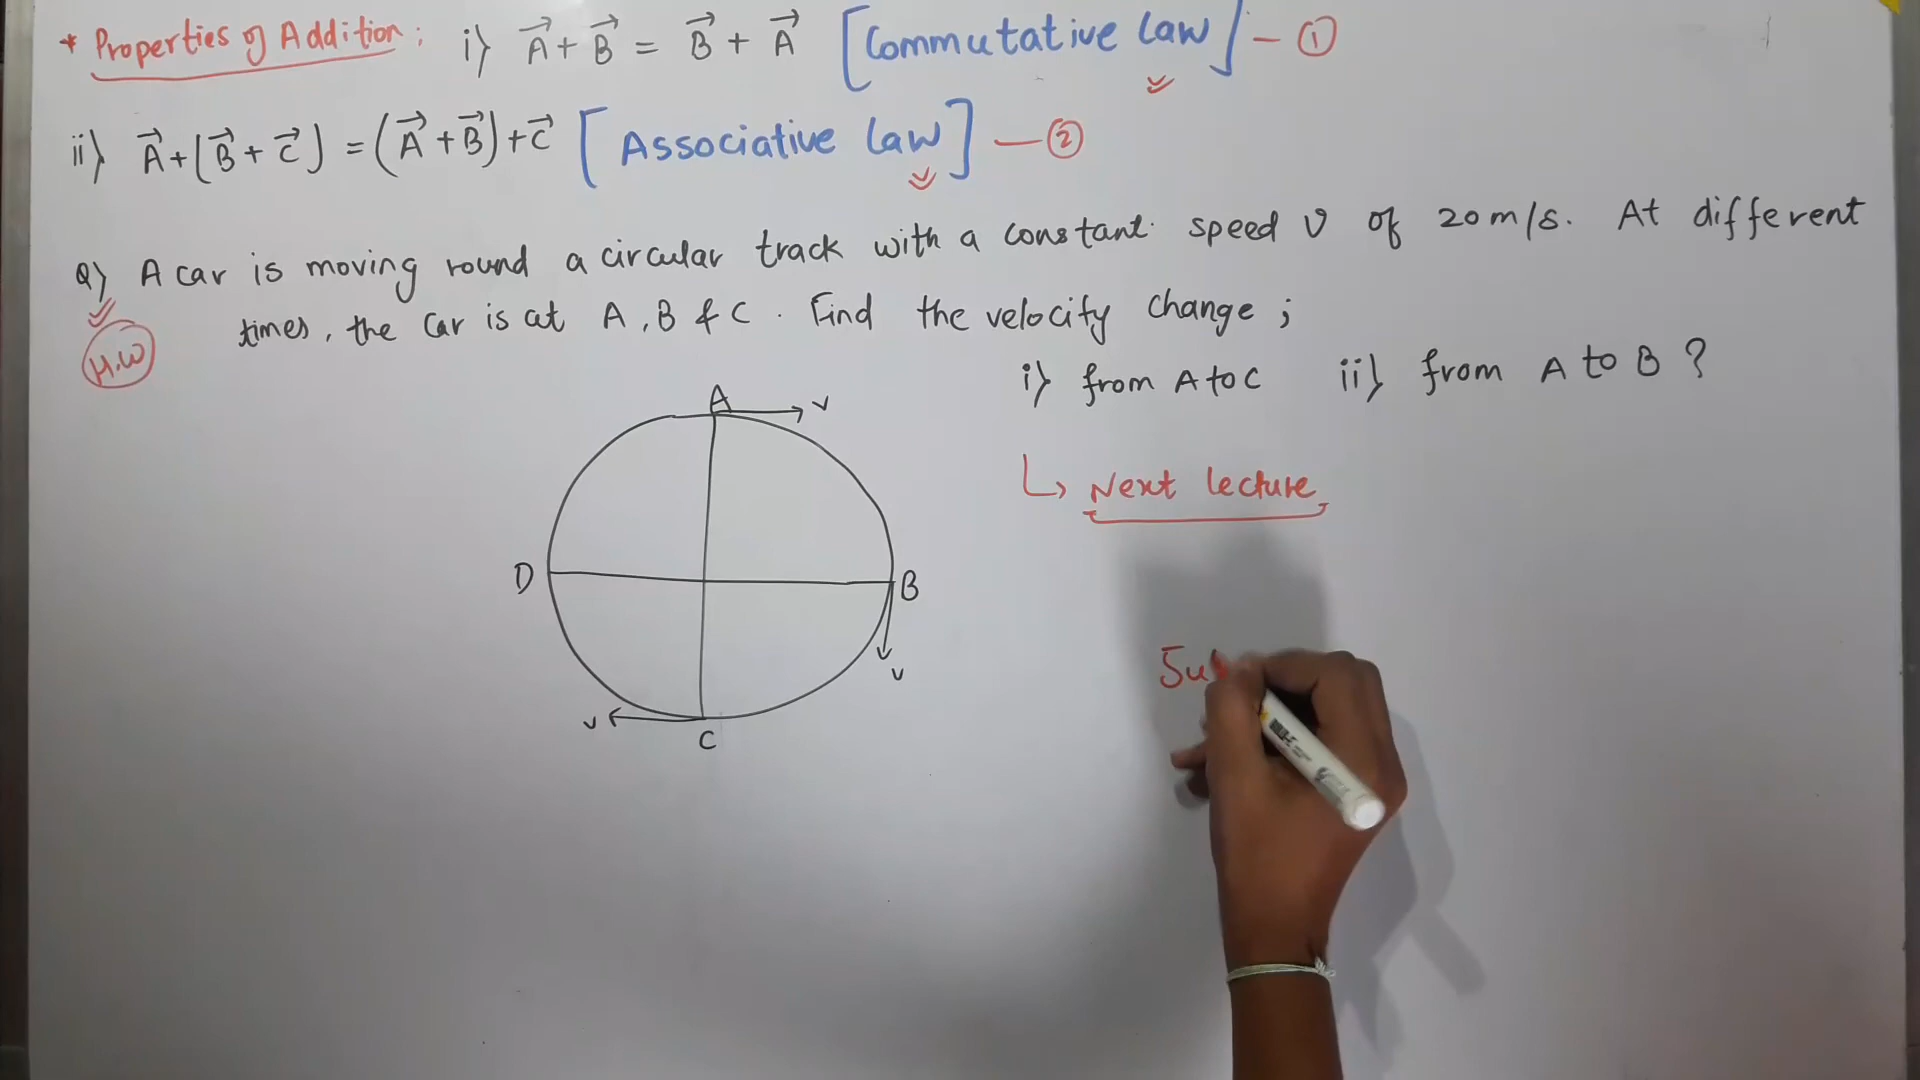 * Properties of Addition : i) A + B = B + A [Commutative law] - ①
ii) A + (B + C) = (A + B) + C [Associative law] - ②
Q) A car is moving round a circular track with a constant speed v of 20 m/s. At different
H.W
times, the car is at A, B & C. Find the velocity change ;
i) from A to C ii) from A to B ?
Next lecture
A
v
D
B
v
v
C